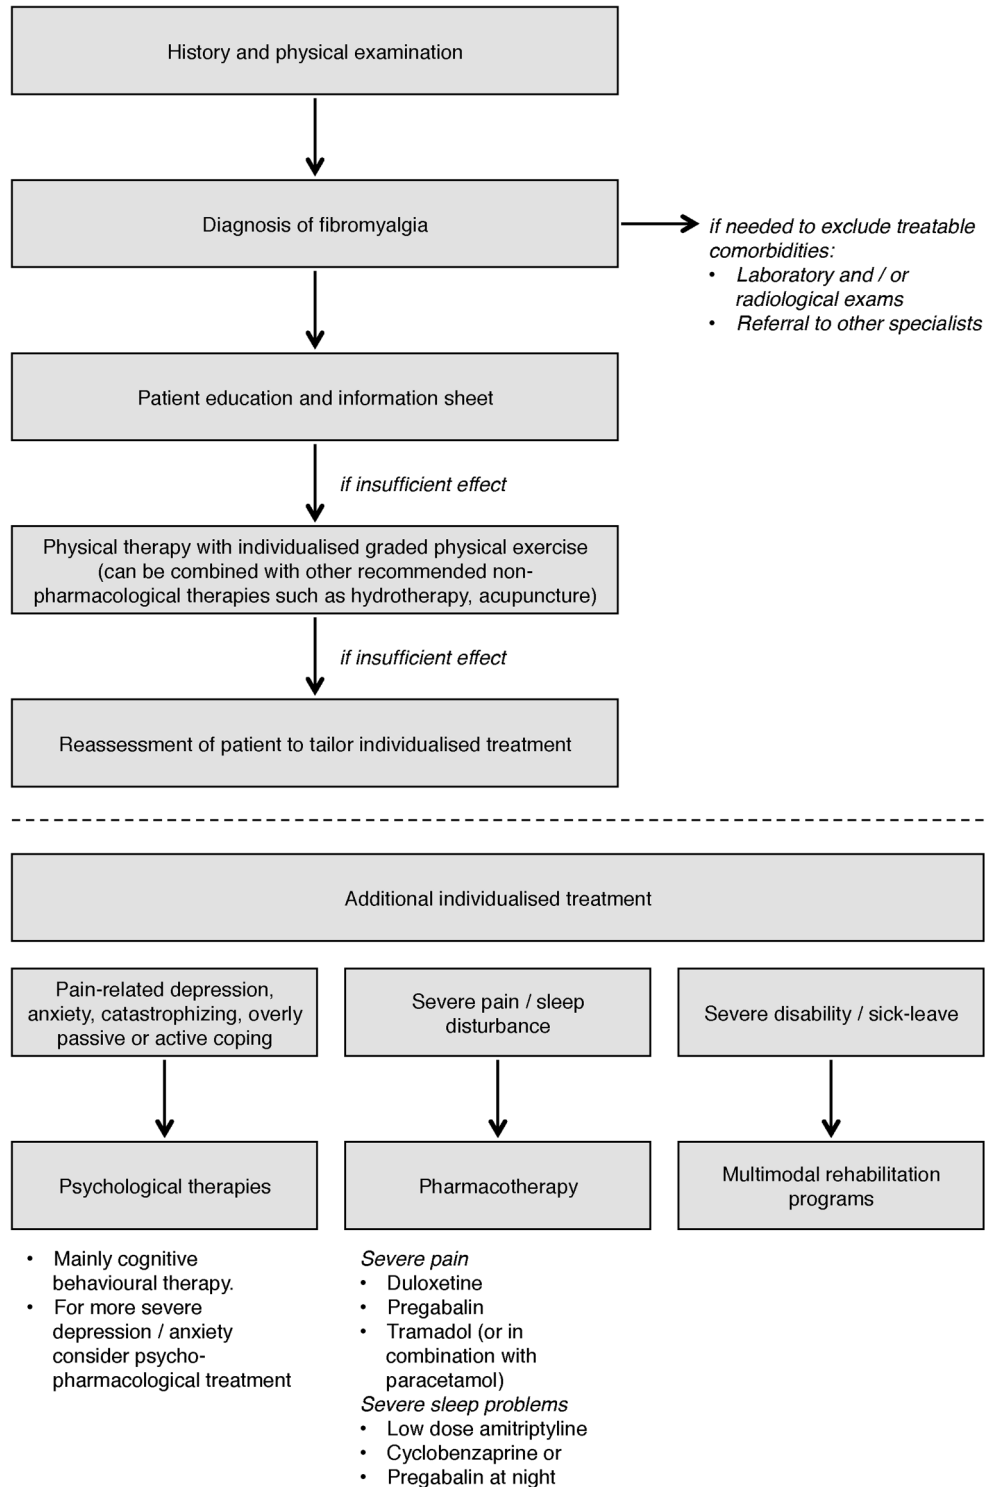 History and physical examination
Diagnosis of fibromyalgia
if needed to exclude treatable
comorbidities:
• Laboratory and / or
radiological exams
• Referral to other specialists
Patient education and information sheet
if insufficient effect
Physical therapy with individualised graded physical exercise
(can be combined with other recommended non-
pharmacological therapies such as hydrotherapy, acupuncture)
if insufficient effect
Reassessment of patient to tailor individualised treatment
Additional individualised treatment
Pain-related depression,
anxiety, catastrophizing, overly
passive or active coping
Severe pain / sleep
disturbance
Severe disability / sick-leave
Psychological therapies
Pharmacotherapy
Multimodal rehabilitation
programs
• Mainly cognitive
behavioural therapy.
• For more severe
depression / anxiety
consider psycho-
pharmacological treatment
Severe pain
• Duloxetine
• Pregabalin
• Tramadol (or in
combination with
paracetamol)
Severe sleep problems
• Low dose amitriptyline
• Cyclobenzaprine or
• Pregabalin at night